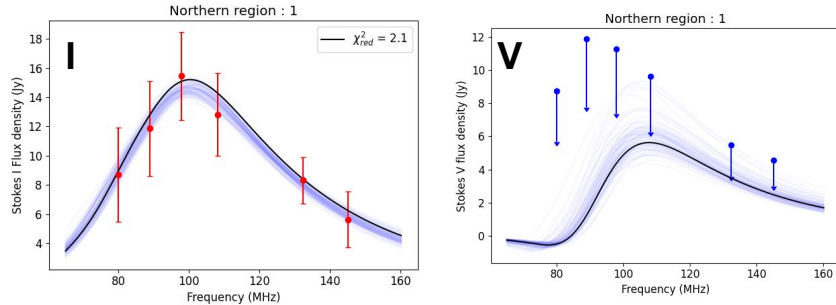 Northern region : 1
I
χ²red = 2.1
18
16
14
12
10
8
6
4
Stokes I Flux density (Jy)
80 100 120 140 160
Frequency (MHz)
Northern region : 1
V
12
10
8
6
4
2
0
Stokes V flux density (Jy)
80 100 120 140 160
Frequency (MHz)